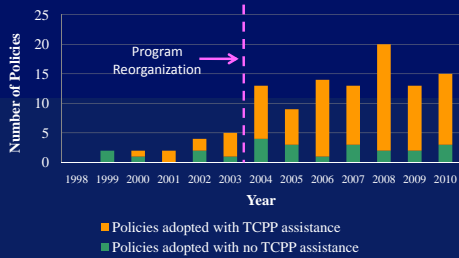 25
20
15
10
5
0
Number of Policies
Program
Reorganization
1998 1999 2000 2001 2002 2003 2004 2005 2006 2007 2008 2009 2010
Year
Policies adopted with TCPP assistance
Policies adopted with no TCPP assistance